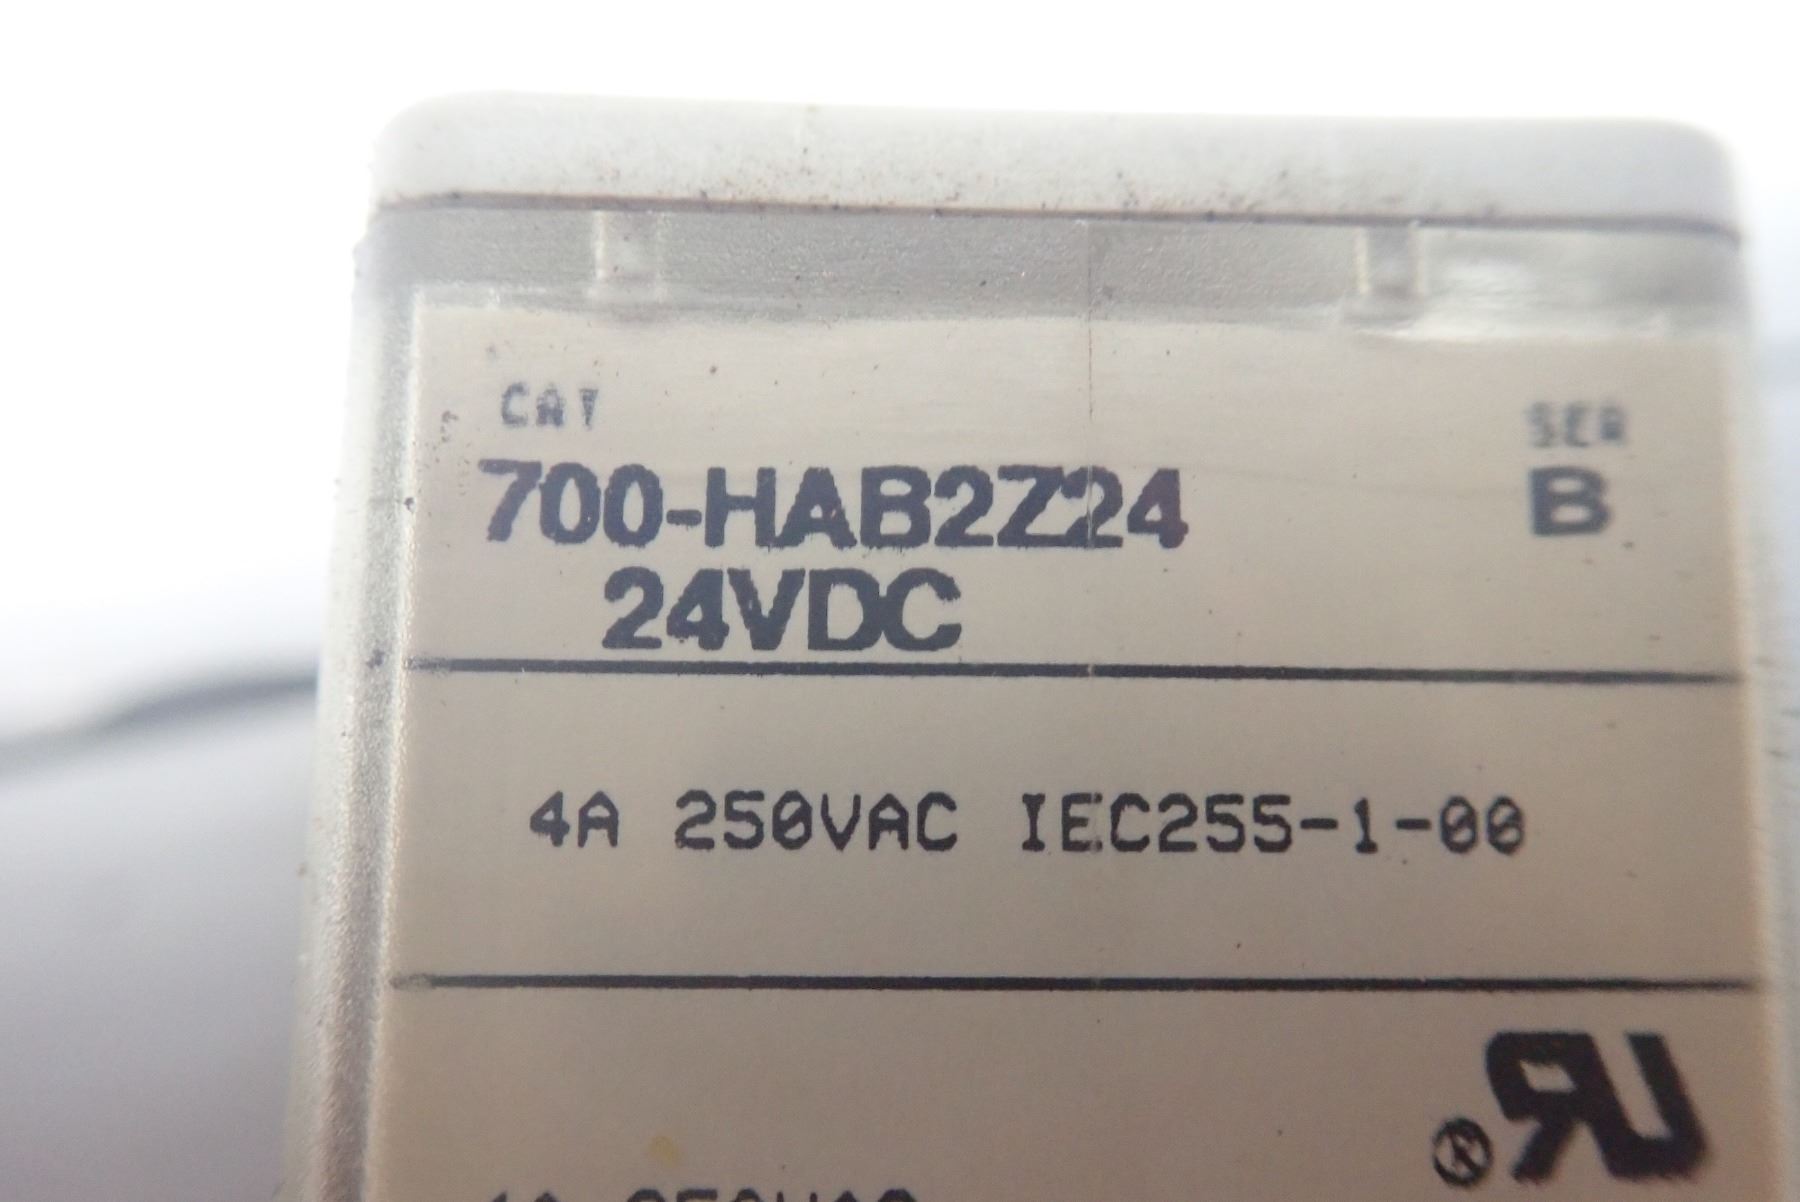 CAT SER
700-HAB2Z24 B
24VDC
4A 250VAC IEC255-1-00